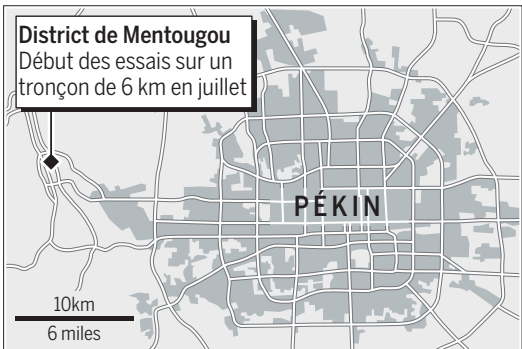 District de Mentougou
Début des essais sur un
tronçon de 6 km en juillet
PÉKIN
10km
6 miles